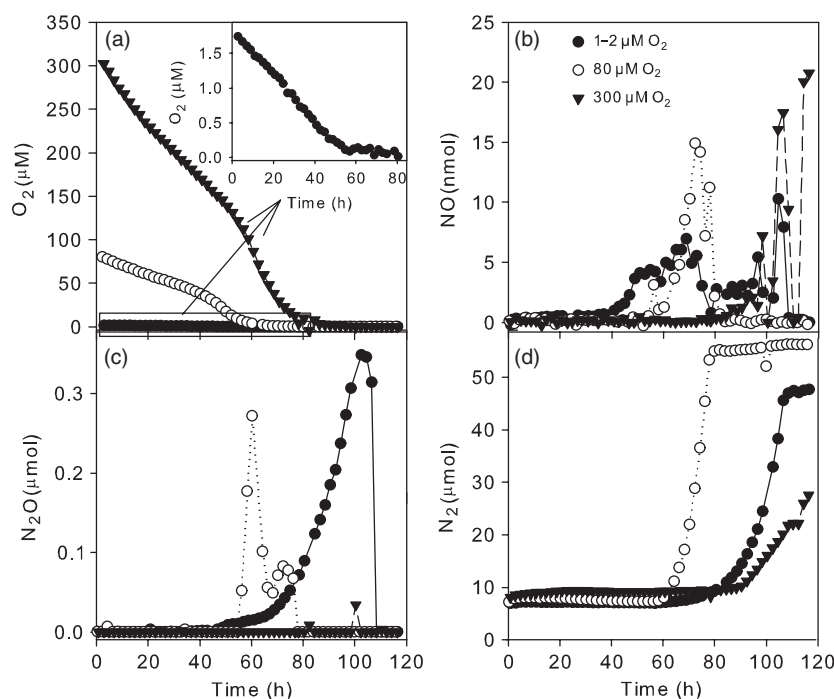 (a)
O₂ (μM)
350
300
250
200
150
100
50
0
O₂ (μM)
1.5
1.0
0.5
0.0
0 20 40 60 80
Time (h)
(b)
1–2 μM O₂
80 μM O₂
300 μM O₂
NO(nmol)
25
20
15
10
5
0
(c)
N₂O(μmol)
0.3
0.2
0.1
0.0
0 20 40 60 80 100 120
Time (h)
(d)
N₂(μmol)
50
40
30
20
10
0
0 20 40 60 80 100 120
Time (h)